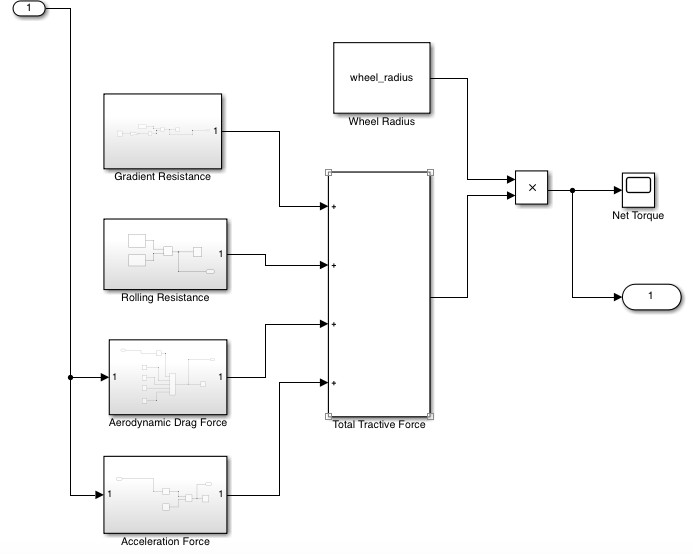 1
wheel_radius
Wheel Radius
1
Gradient Resistance
+
×
Net Torque
1
Rolling Resistance
+
1
+
1 1
Aerodynamic Drag Force
+
Total Tractive Force
1 1
Acceleration Force